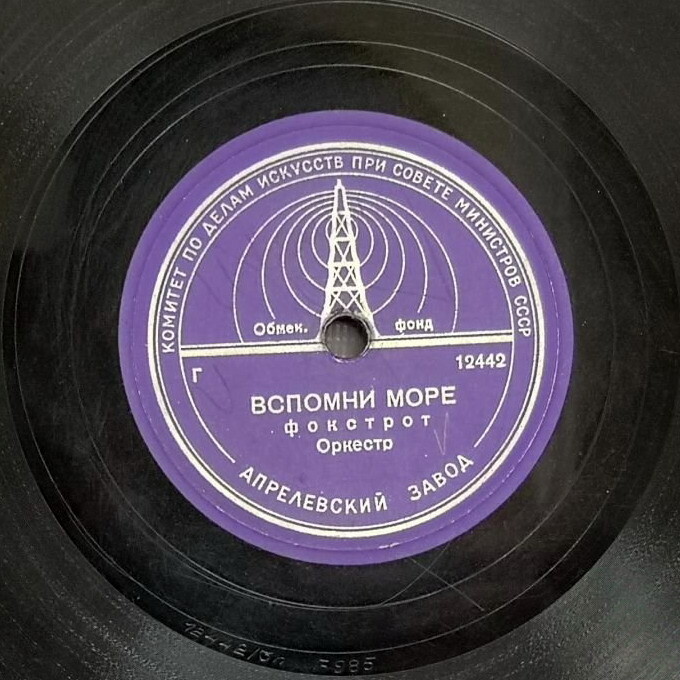 КОМИТЕТ ПО ДЕЛАМ ИСКУССТВ ПРИ СОВЕТЕ МИНИСТРОВ СССР
Обмен. фонд
Г 12442
ВСПОМНИ МОРЕ
фокстрот
Оркестр
АПРЕЛЕВСКИЙ ЗАВОД